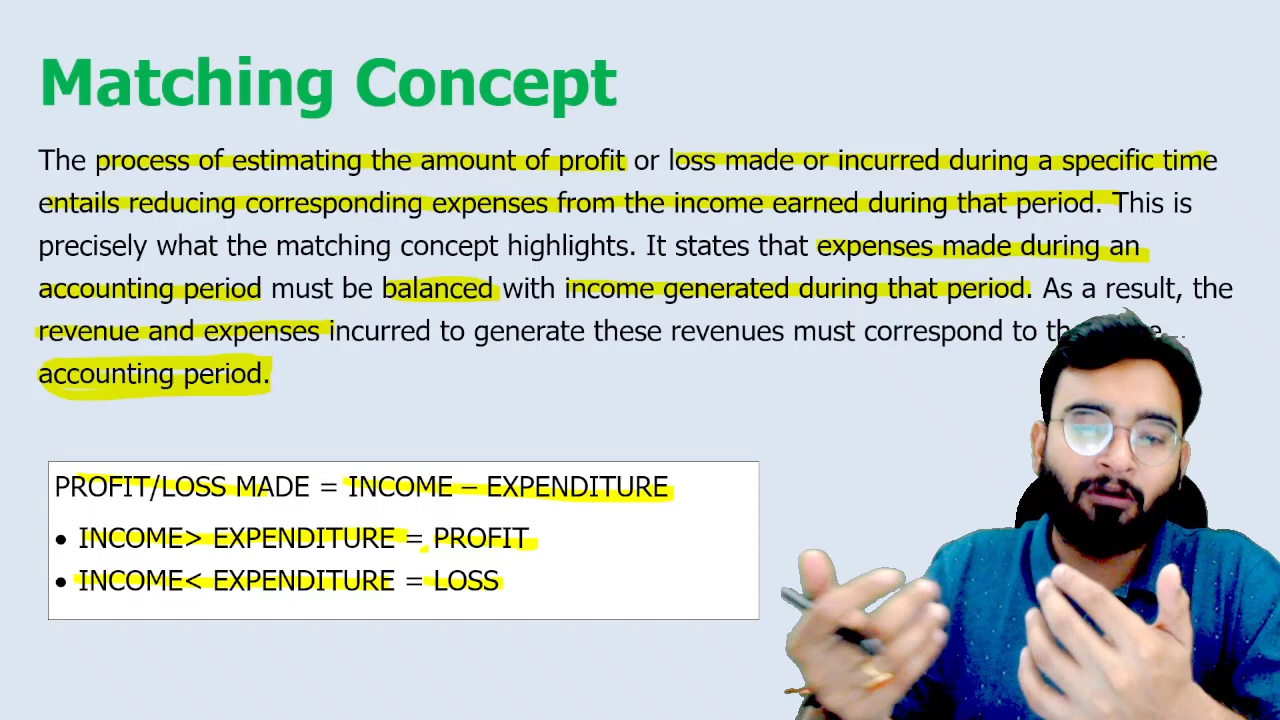 Matching Concept
The process of estimating the amount of profit or loss made or incurred during a specific time
entails reducing corresponding expenses from the income earned during that period. This is
precisely what the matching concept highlights. It states that expenses made during an
accounting period must be balanced with income generated during that period. As a result, the
revenue and expenses incurred to generate these revenues must correspond to
accounting period.
PROFIT/LOSS MADE = INCOME – EXPENDITURE
• INCOME> EXPENDITURE = PROFIT
• INCOME< EXPENDITURE = LOSS